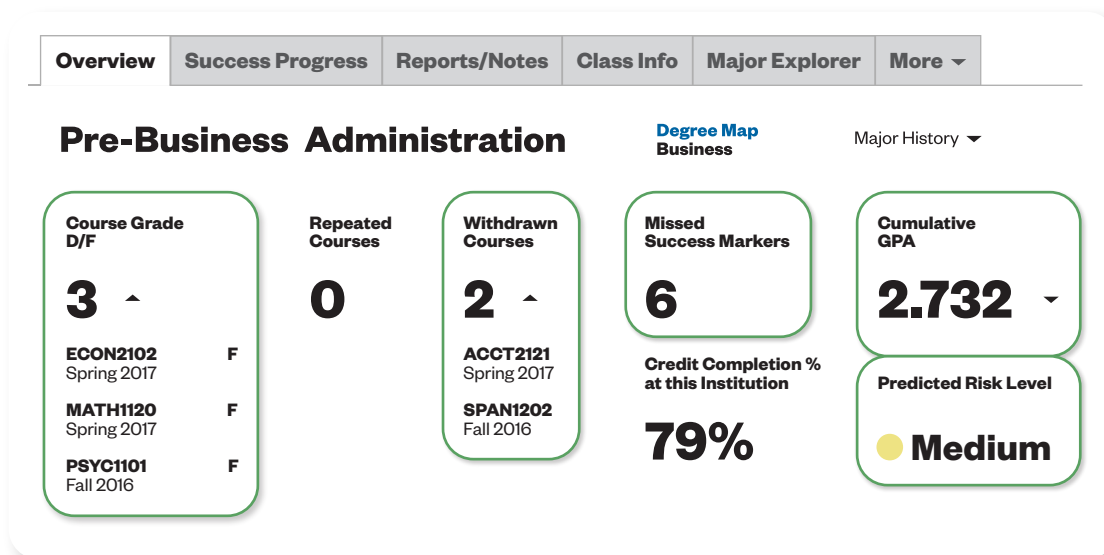 Overview
Success Progress
Reports/Notes
Class Info
Major Explorer
More
Pre-Business Administration
Degree Map
Business
Major History
Course Grade
D/F
3
ECON2102 F
Spring 2017
MATH1120 F
Spring 2017
PSYC1101 F
Fall 2016
Repeated
Courses
0
Withdrawn
Courses
2
ACCT2121
Spring 2017
SPAN1202
Fall 2016
Missed
Success Markers
6
Credit Completion %
at this Institution
79%
Cumulative
GPA
2.732
Predicted Risk Level
Medium